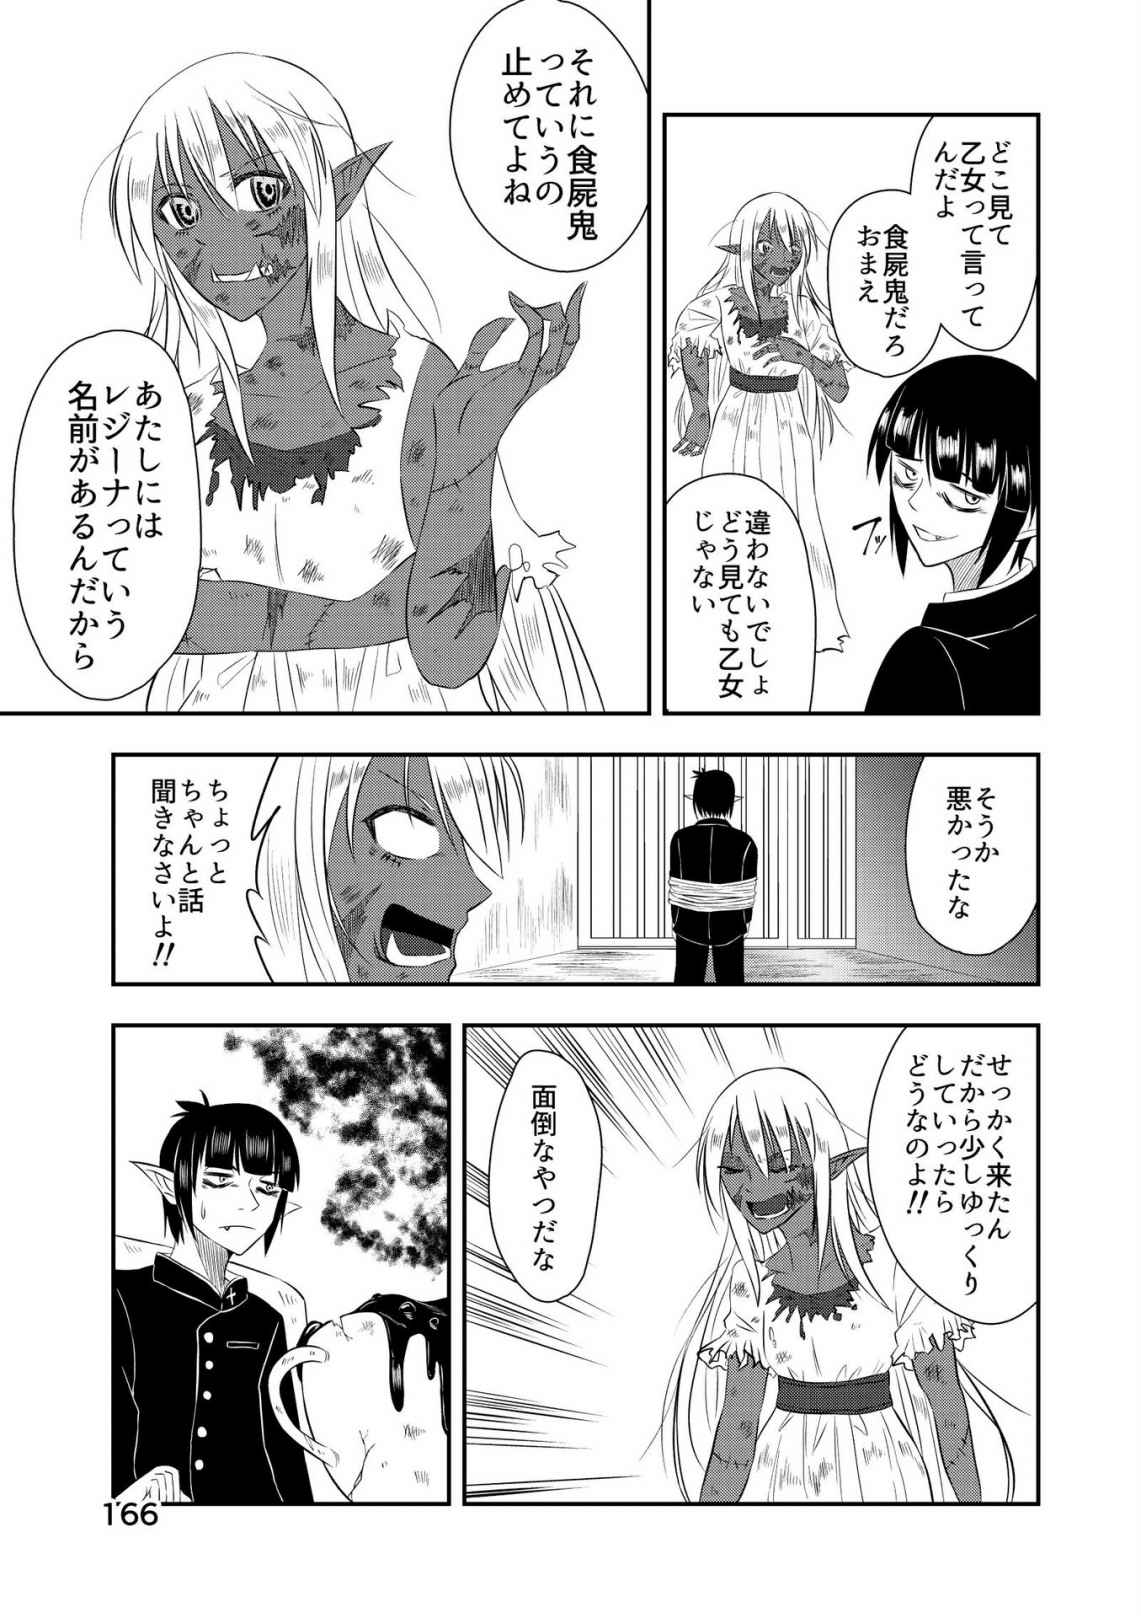 どこ見て
乙女って言って
んだよ
食屍鬼だろ
おまえ
フッ
違わないでしょ
どう見ても乙女
じゃない
それに食屍鬼
っていうの
止めてよね
あたしには
レジーナっていう
名前があるんだから
そうか
悪かったな
ちょっと
ちゃんと話
聞きなさいよ!!
せっかく来たん
だから少しゆっくり
していったら
どうなのよ!!
面倒なやつだな
166